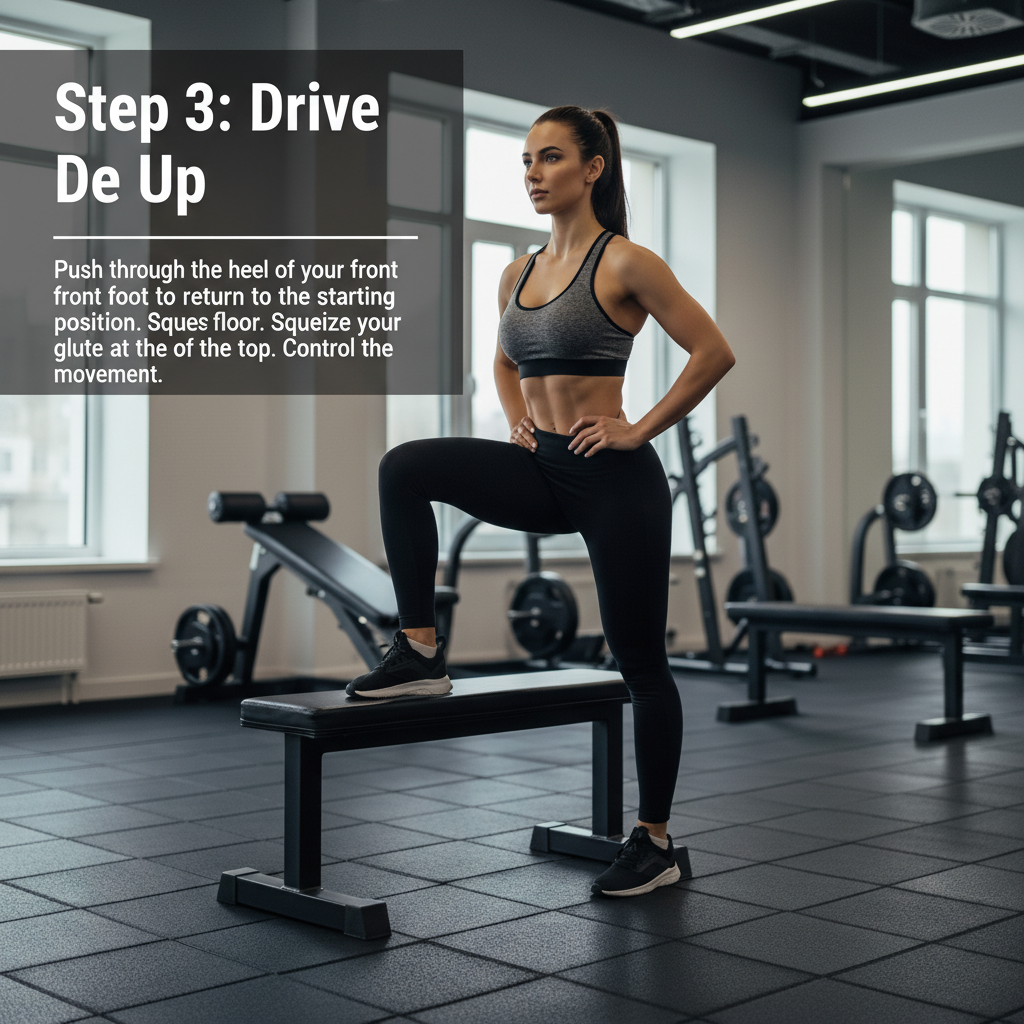 Step 3: Drive
De Up
Push through the heel of your front
front foot to return to the starting
position. Sques floor. Squeize your
glute at the of the top. Control the
movement.